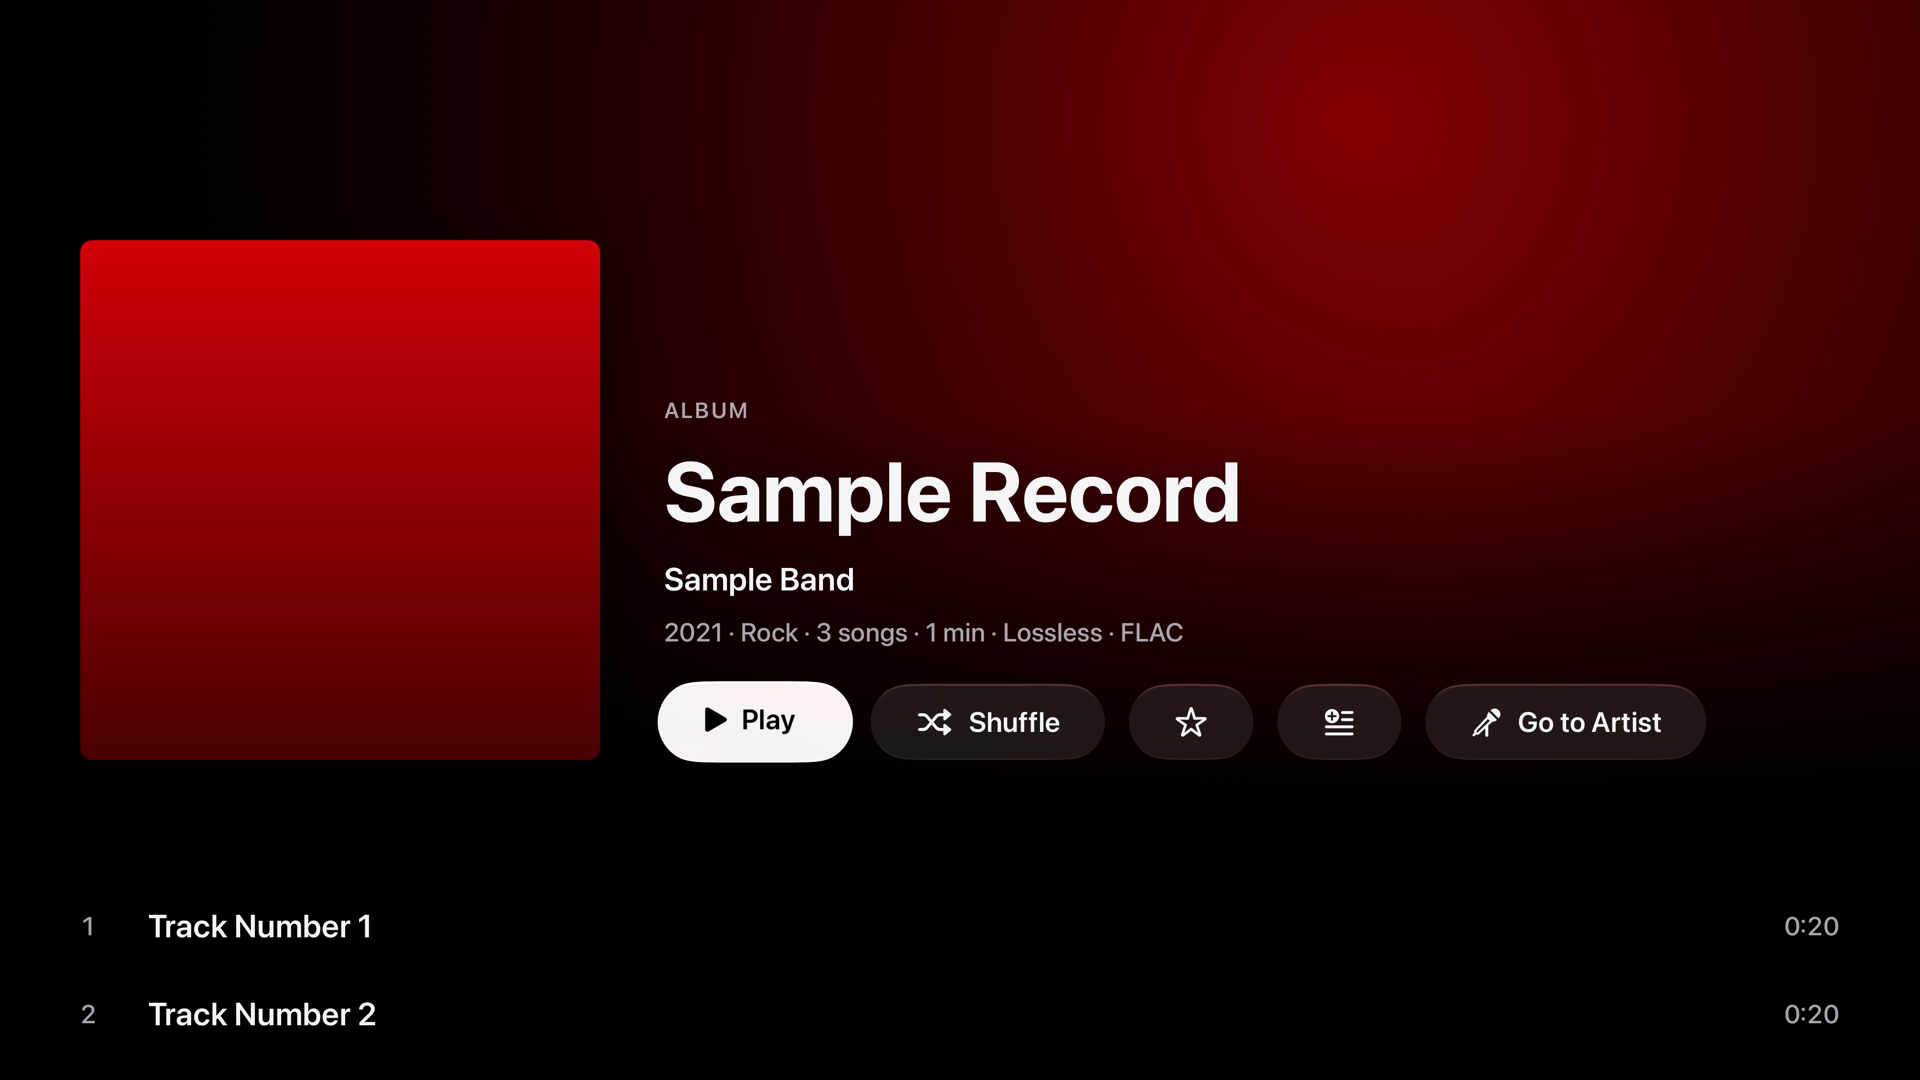 ALBUM
Sample Record
Sample Band
2021 · Rock · 3 songs · 1 min · Lossless · FLAC
Play Shuffle Go to Artist
1 Track Number 1 0:20
2 Track Number 2 0:20